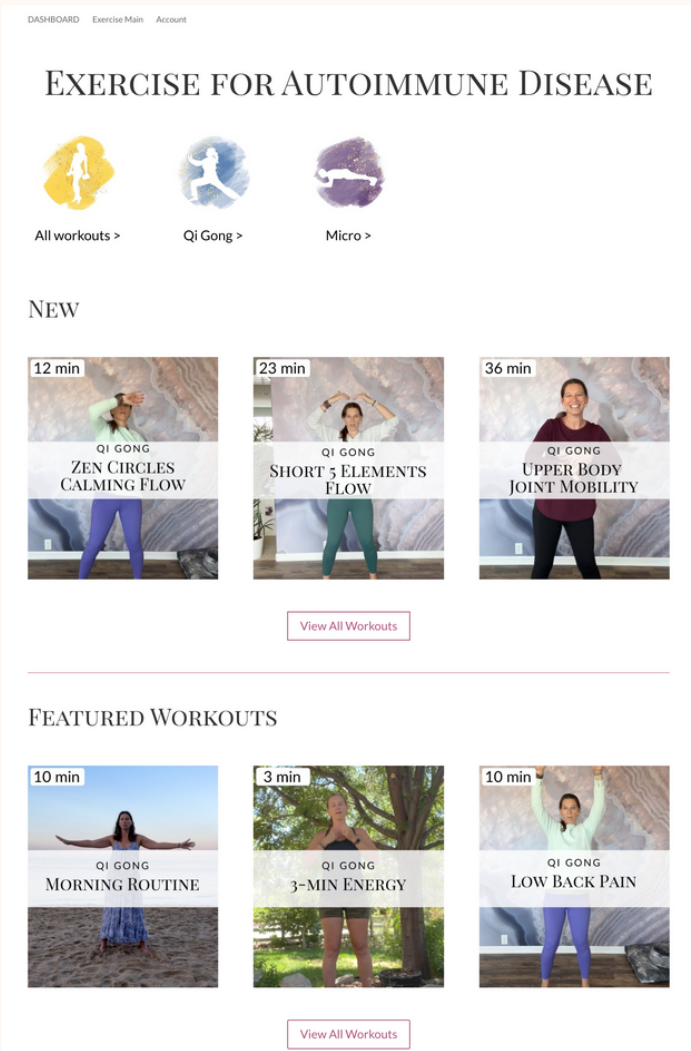 DASHBOARD Exercise Main Account
Exercise for Autoimmune Disease
All workouts > Qi Gong > Micro >
New
12 min
QI GONG
Zen Circles
Calming Flow
23 min
QI GONG
Short 5 Elements
Flow
36 min
QI GONG
Upper Body
Joint Mobility
View All Workouts
Featured Workouts
10 min
QI GONG
Morning Routine
3 min
QI GONG
3-min Energy
10 min
QI GONG
Low Back Pain
View All Workouts